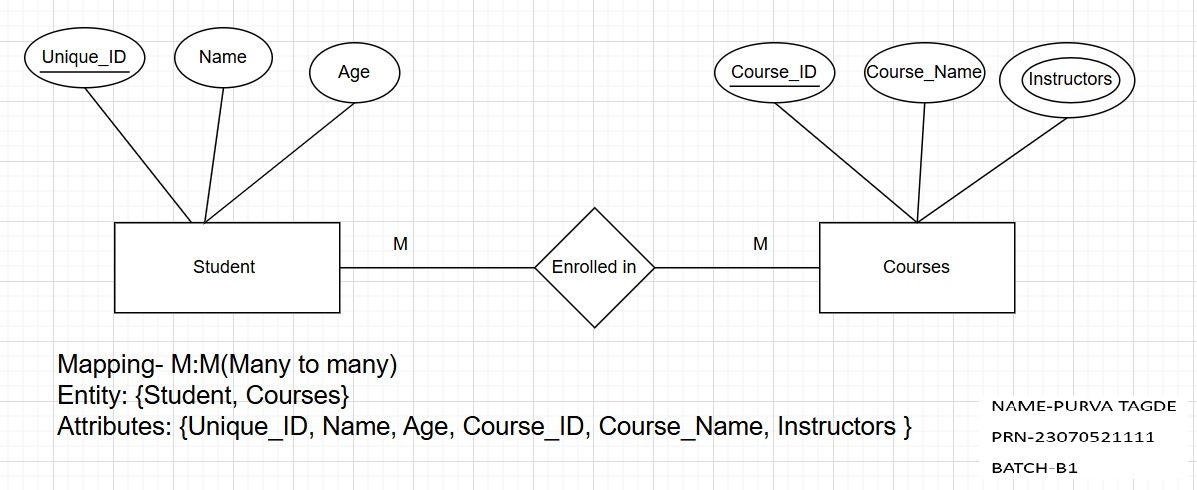 Unique_ID
Name
Age
Course_ID
Course_Name
Instructors
M
M
Student
Enrolled in
Courses
Mapping- M:M(Many to many)
Entity: {Student, Courses}
Attributes: {Unique_ID, Name, Age, Course_ID, Course_Name, Instructors }
NAME-PURVA TAGDE
PRN-23070521111
BATCH-B1